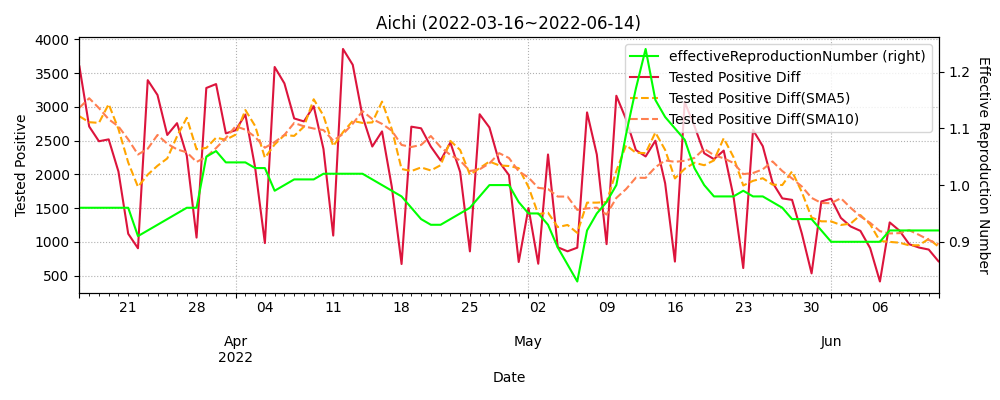 Aichi (2022-03-16~2022-06-14)
effectiveReproductionNumber (right)
Tested Positive Diff
Tested Positive Diff(SMA5)
Tested Positive Diff(SMA10)
Tested Positive
4000
3500
3000
2500
2000
1500
1000
500
1.2
1.1
1.0
0.9
Effective Reproduction Number
21 28 04 11 18 25 02 09 16 23 30 06
Apr May Jun
2022
Date